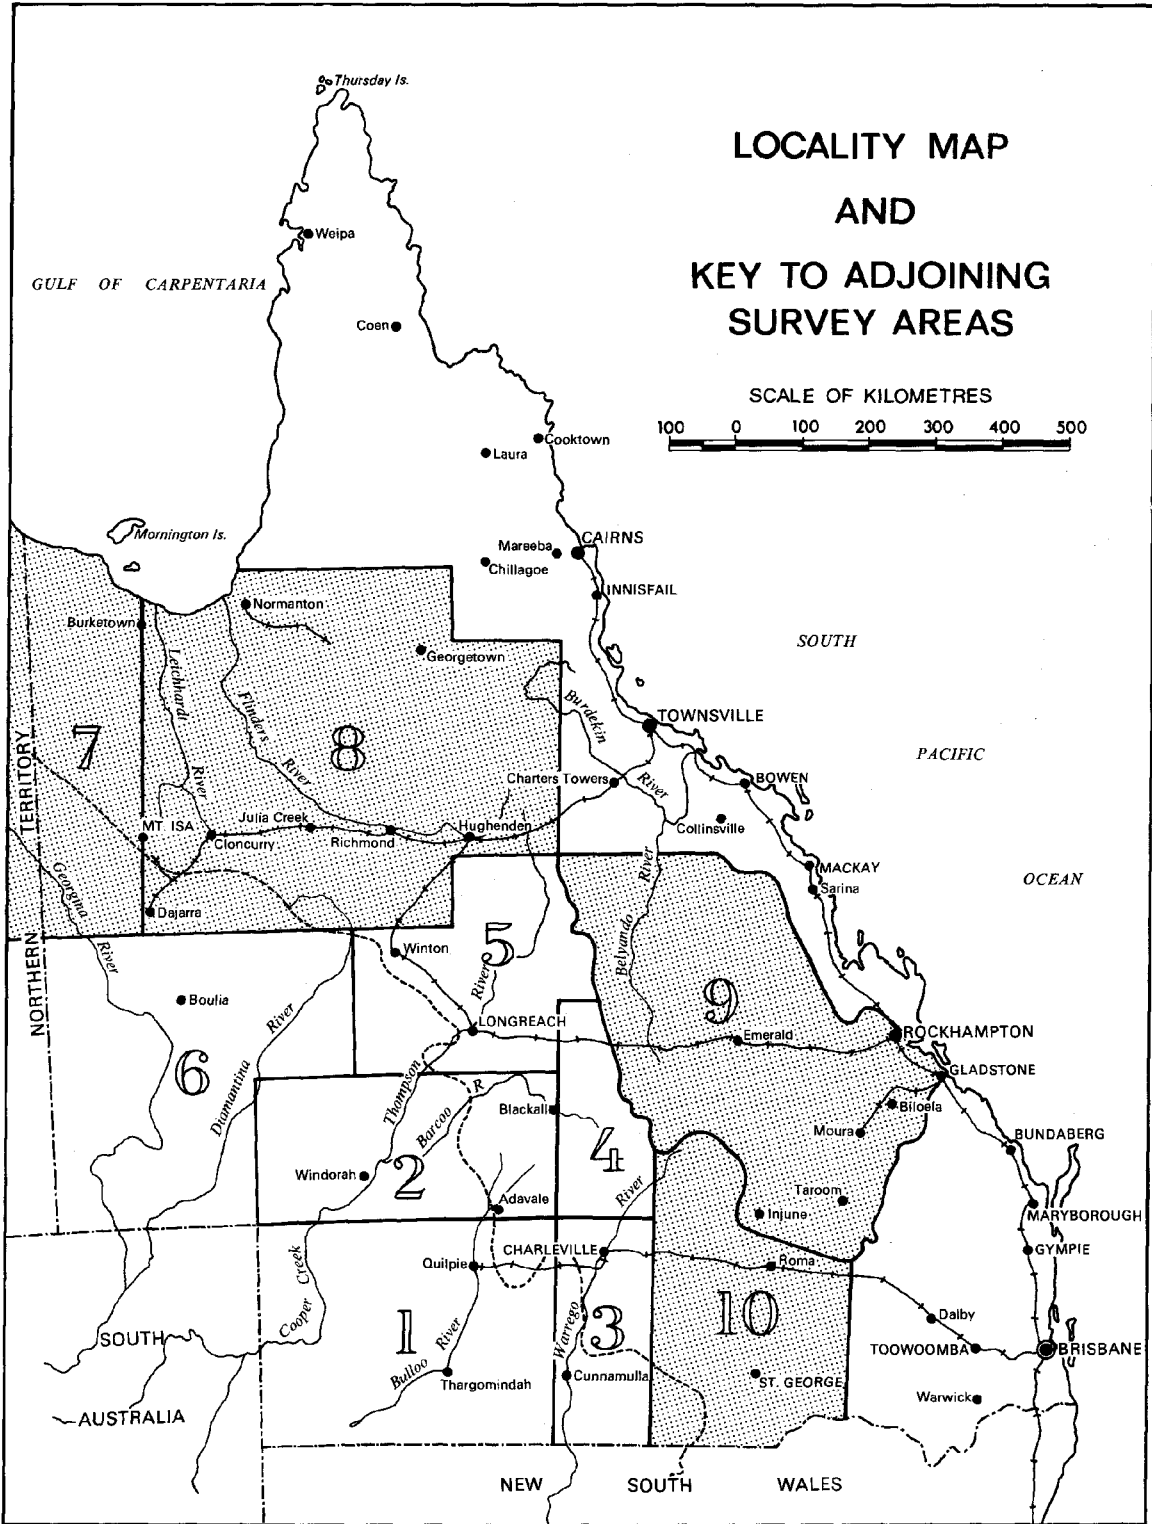 Thursday Is.
LOCALITY MAP
AND
KEY TO ADJOINING
SURVEY AREAS
Weipa
GULF OF CARPENTARIA
Coen
SCALE OF KILOMETRES
100 0 100 200 300 400 500
Cooktown
Laura
Mornington Is.
CAIRNS
Mareeba
Chillagoe
INNISFAIL
Normanton
Burketown
SOUTH
Georgetown
Leichhardt
River
Flinders
River
Burdekin
River
TOWNSVILLE
7
8
PACIFIC
NORTHERN TERRITORY
Charters Towers
BOWEN
MT. ISA
Julia Creek
Cloncurry
Richmond
Hughenden
Collinsville
MACKAY
Sarina
OCEAN
Georgina
River
Dajarra
Belyando
River
5
Winton
River
Boulia
9
LONGREACH
Emerald
ROCKHAMPTON
GLADSTONE
6
Diamantina
River
Thompson
Barcoo
R
Blackall
Biloela
Moura
BUNDABERG
4
2
Windorah
Adavale
River
Taroom
Injune
MARYBOROUGH
CHARLEVILLE
Quilpie
Roma
GYMPIE
Cooper Creek
1
3
10
Warrego
Dalby
SOUTH
TOOWOOMBA
BRISBANE
Bulloo
River
Thargomindah
Cunnamulla
ST. GEORGE
Warwick
AUSTRALIA
NEW SOUTH WALES